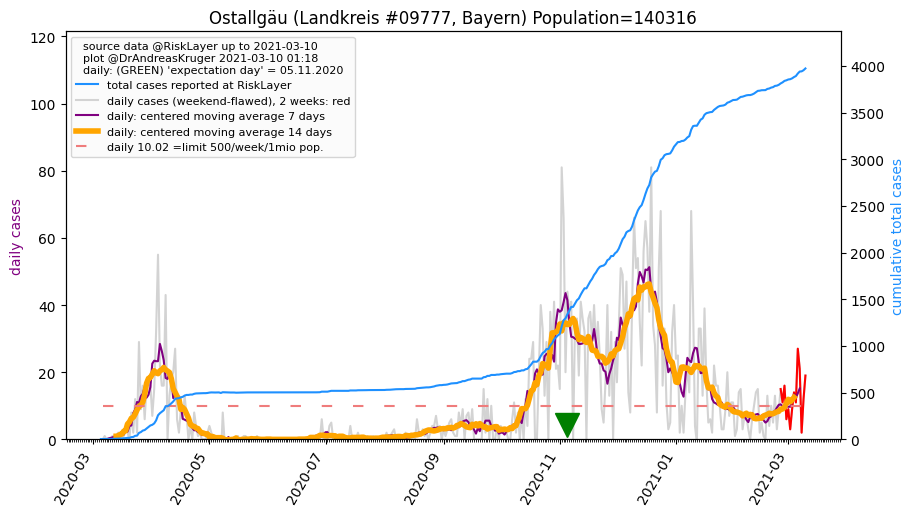 Ostallgäu (Landkreis #09777, Bayern) Population=140316
source data @RiskLayer up to 2021-03-10
plot @DrAndreasKruger 2021-03-10 01:18
daily: (GREEN) 'expectation day' = 05.11.2020
total cases reported at RiskLayer
daily cases (weekend-flawed), 2 weeks: red
daily: centered moving average 7 days
daily: centered moving average 14 days
daily 10.02 =limit 500/week/1mio pop.
daily cases
120
100
80
60
40
20
0
cumulative total cases
4000
3500
3000
2500
2000
1500
1000
500
0
2020-03
2020-05
2020-07
2020-09
2020-11
2021-01
2021-03